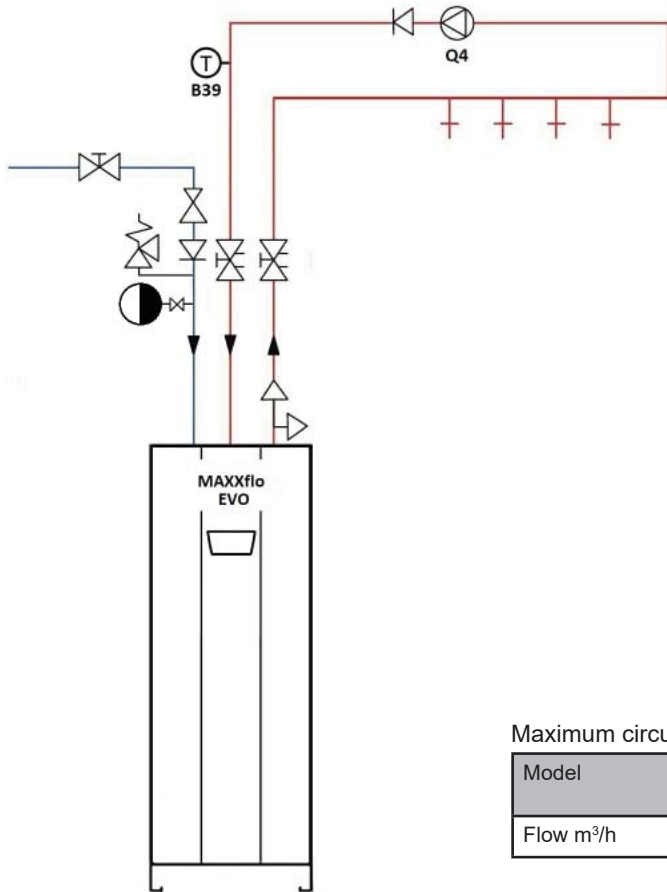 Q4
T
B39
MAXXflo
EVO
Maximum circu
Model
Flow m³/h